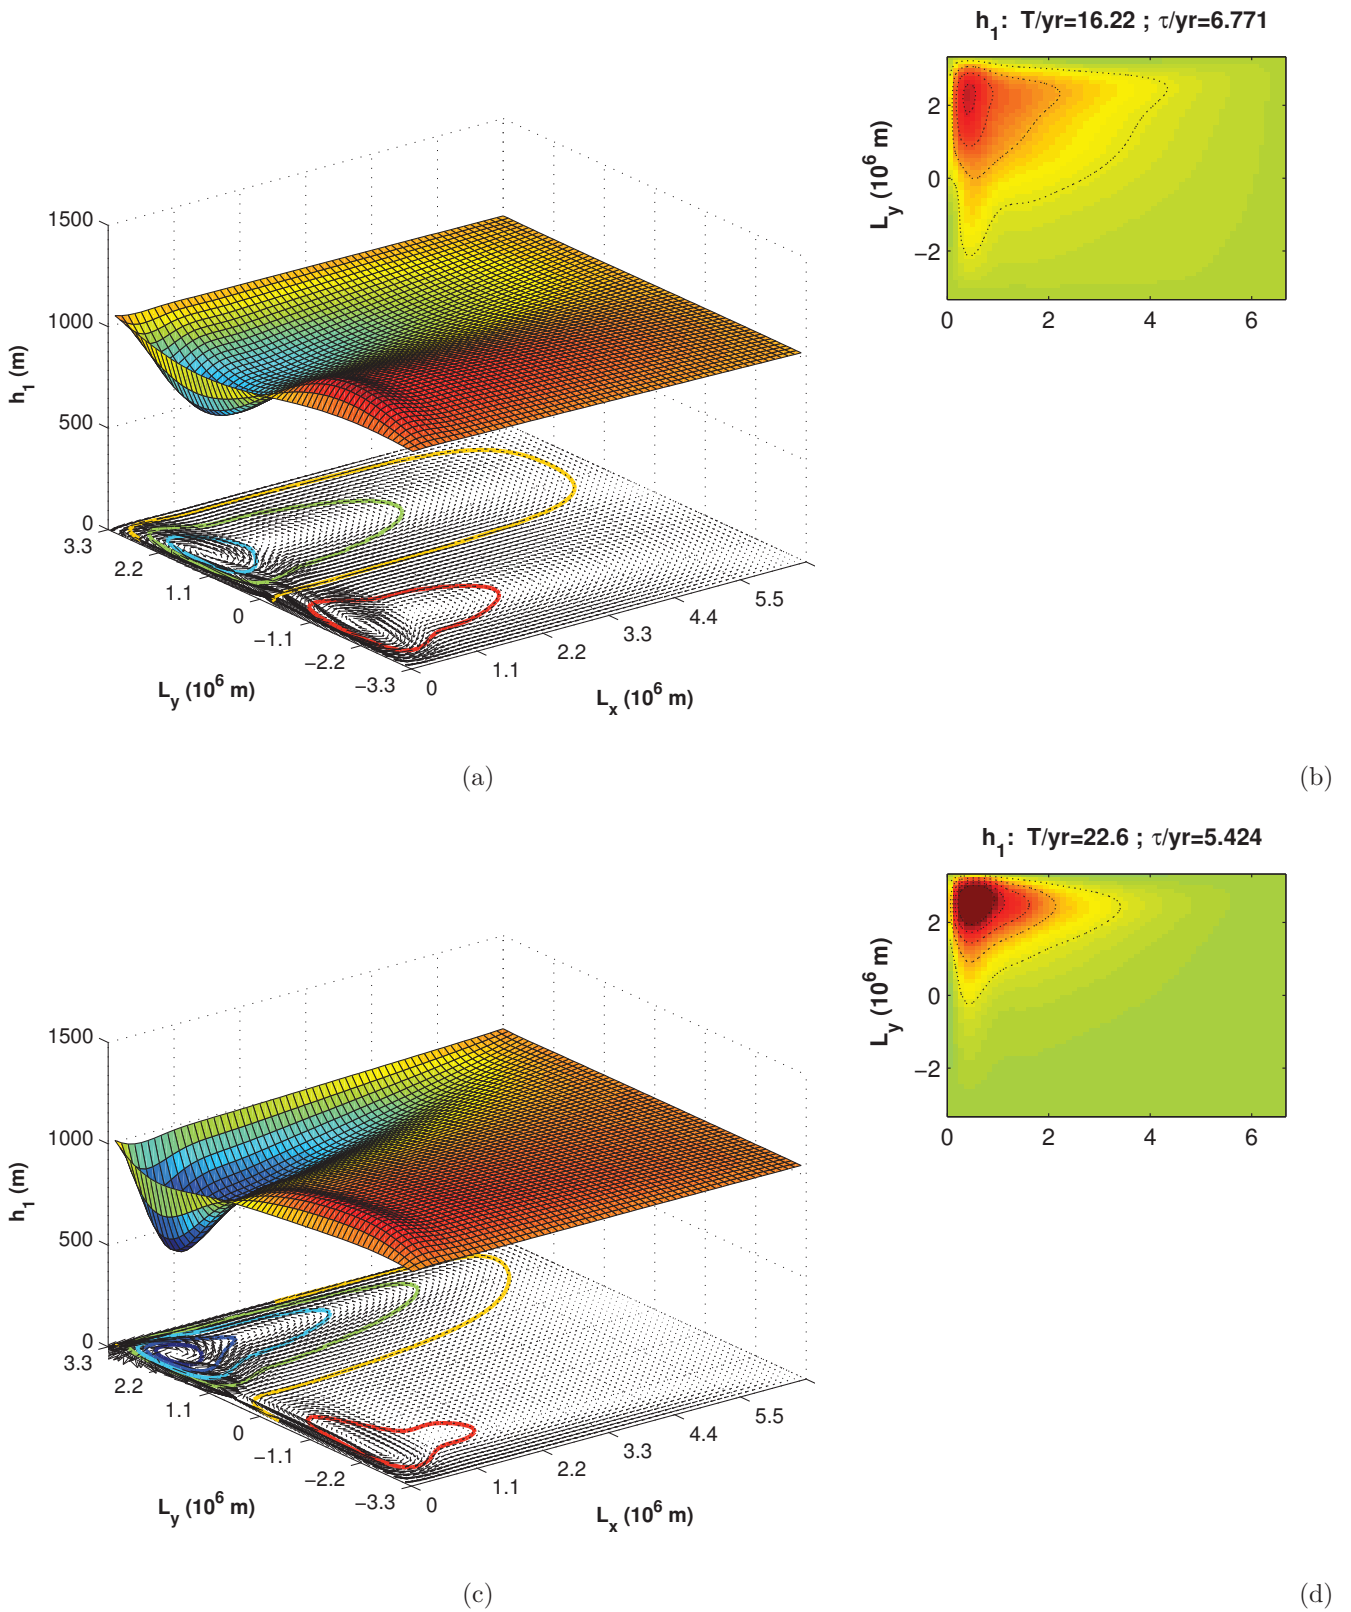 h1: T/yr=16.22 ; τ/yr=6.771
1500
1000
500
0
h1 (m)
3.3
2.2
1.1
0
−1.1
−2.2
−3.3
Ly (10^6 m)
0
1.1
2.2
3.3
4.4
5.5
Lx (10^6 m)
2
0
−2
Ly (10^6 m)
0 2 4 6
(a)
(b)
h1: T/yr=22.6 ; τ/yr=5.424
1500
1000
500
0
h1 (m)
3.3
2.2
1.1
0
−1.1
−2.2
−3.3
Ly (10^6 m)
0
1.1
2.2
3.3
4.4
5.5
Lx (10^6 m)
2
0
−2
Ly (10^6 m)
0 2 4 6
(c)
(d)